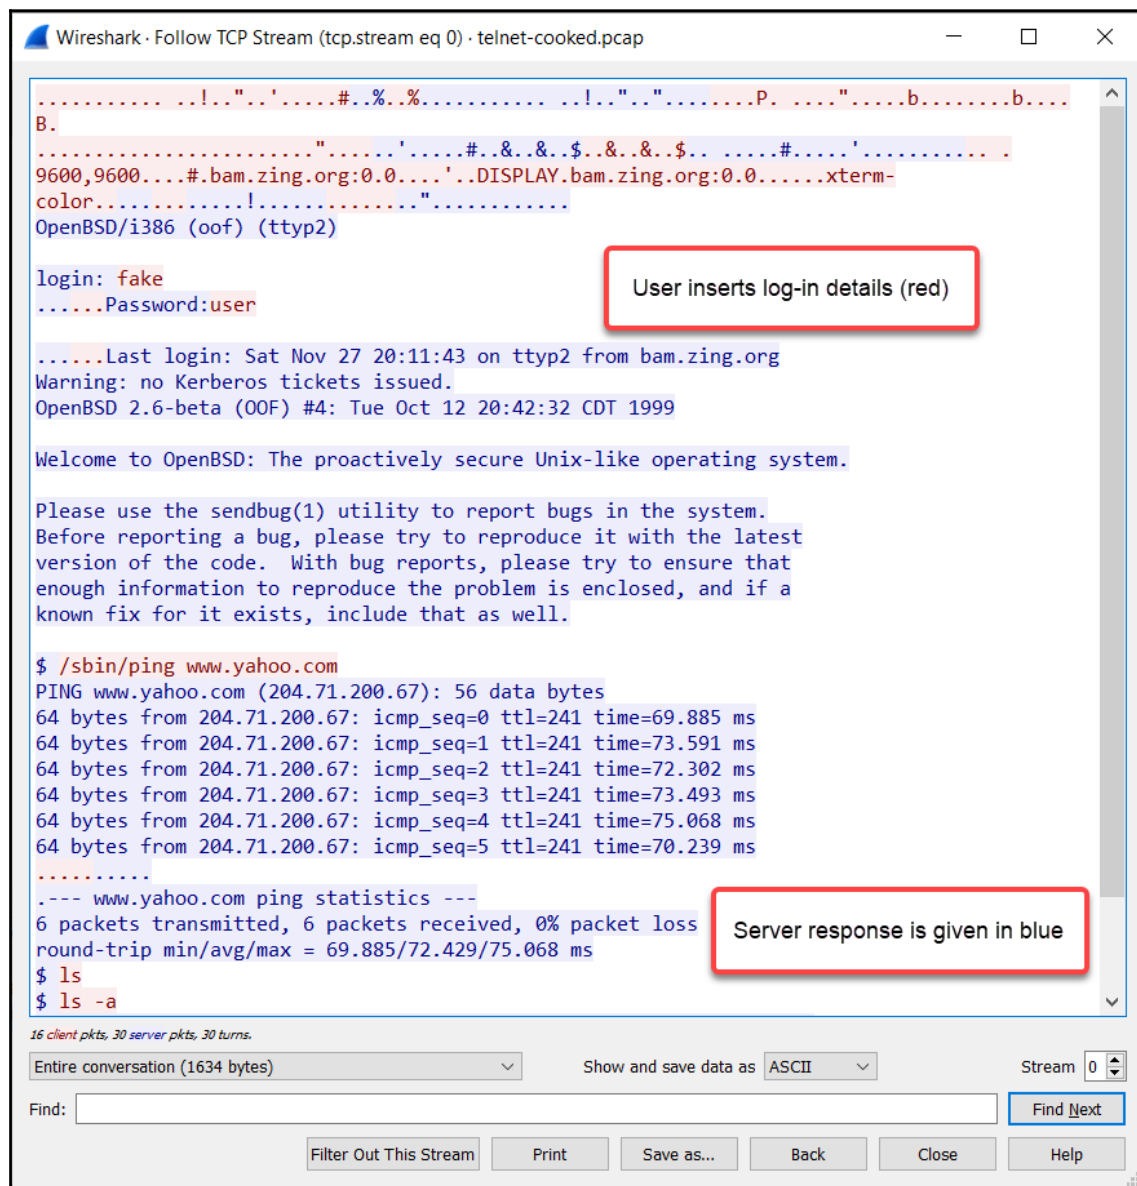 Wireshark · Follow TCP Stream (tcp.stream eq 0) · telnet-cooked.pcap
........... ..!.."..'.....#..%..%........... ..!..".."........P. ....".....b........b....
B.
........................"......'.....#..&..&..$..&..&..$.. .....#.....'........... .
9600,9600....#.bam.zing.org:0.0....'..DISPLAY.bam.zing.org:0.0......xterm-
color.............!..............."............
OpenBSD/i386 (oof) (ttyp2)
login: fake
User inserts log-in details (red)
......Password:user
......Last login: Sat Nov 27 20:11:43 on ttyp2 from bam.zing.org
Warning: no Kerberos tickets issued.
OpenBSD 2.6-beta (OOF) #4: Tue Oct 12 20:42:32 CDT 1999
Welcome to OpenBSD: The proactively secure Unix-like operating system.
Please use the sendbug(1) utility to report bugs in the system.
Before reporting a bug, please try to reproduce it with the latest
version of the code.  With bug reports, please try to ensure that
enough information to reproduce the problem is enclosed, and if a
known fix for it exists, include that as well.
$ /sbin/ping www.yahoo.com
PING www.yahoo.com (204.71.200.67): 56 data bytes
64 bytes from 204.71.200.67: icmp_seq=0 ttl=241 time=69.885 ms
64 bytes from 204.71.200.67: icmp_seq=1 ttl=241 time=73.591 ms
64 bytes from 204.71.200.67: icmp_seq=2 ttl=241 time=72.302 ms
64 bytes from 204.71.200.67: icmp_seq=3 ttl=241 time=73.493 ms
64 bytes from 204.71.200.67: icmp_seq=4 ttl=241 time=75.068 ms
64 bytes from 204.71.200.67: icmp_seq=5 ttl=241 time=70.239 ms
..........
.--- www.yahoo.com ping statistics ---
6 packets transmitted, 6 packets received, 0% packet loss
Server response is given in blue
round-trip min/avg/max = 69.885/72.429/75.068 ms
$ ls
$ ls -a
16 client pkts, 30 server pkts, 30 turns.
Entire conversation (1634 bytes)
Show and save data as ASCII
Stream 0
Find:
Find Next
Filter Out This Stream
Print
Save as...
Back
Close
Help